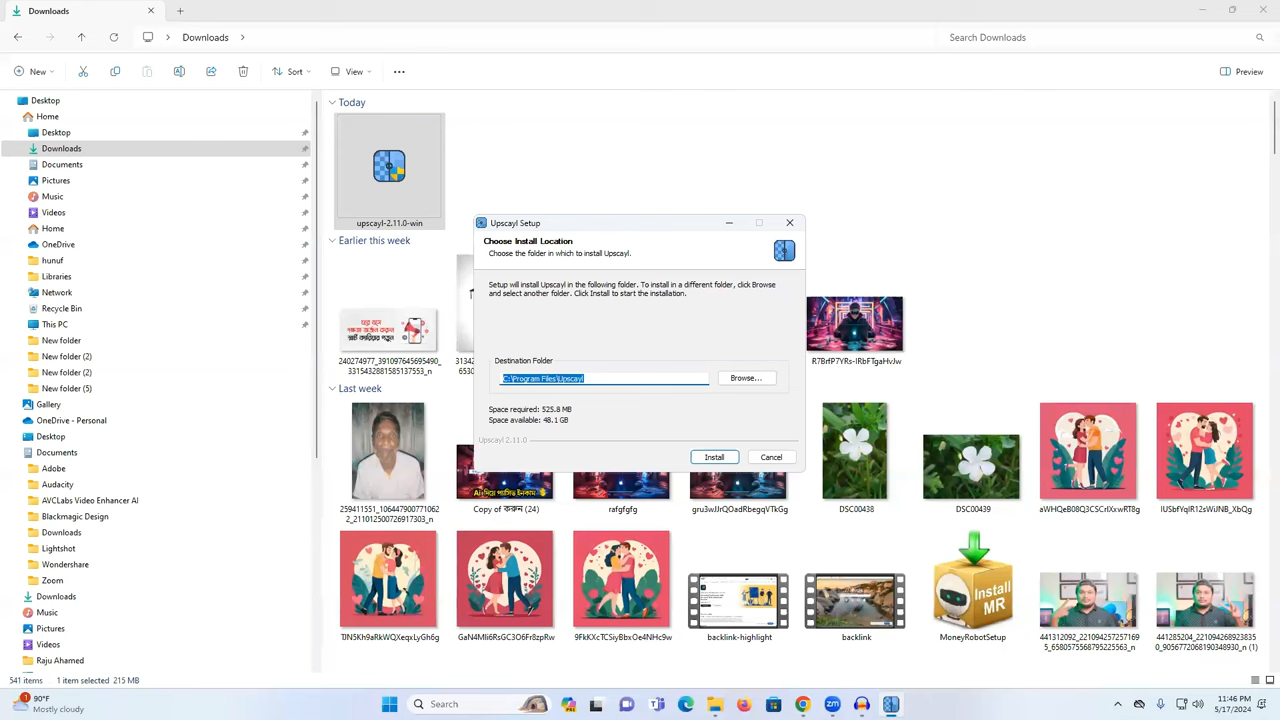 Downloads
Downloads
Search Downloads
New
Sort
View
Preview
Desktop
Home
Desktop
Downloads
Documents
Pictures
Music
Videos
Home
OneDrive
hunuf
Libraries
Network
Recycle Bin
This PC
New folder
New folder (2)
New folder (2)
New folder (5)
Gallery
OneDrive - Personal
Desktop
Documents
Adobe
Audacity
AVCLabs Video Enhancer AI
Blackmagic Design
Downloads
Lightshot
Wondershare
Zoom
Downloads
Music
Pictures
Videos
Raju Ahamed
Today
upscayl-2.11.0-win
Earlier this week
240274977_391097645695490_
3315432881585137553_n
R7BrfP7YRs-IRbFTgaHvJw
Last week
259411551_106447900771062
2_211012500726917303_n
Copy of করুন (24)
rafgfgfg
gru3wJJrQOadRbegqVTkGg
DSC00438
DSC00439
aWHQeB08Q3CSCrIXxwRT8g
IUSbfYqIR12sWiJNB_XbQg
TJN5Kh9aRkWQXeqxLyGh6g
GaN4Mli6RsGC3O6Fr8zpRw
9FkKXcTCSiyBbxOe4NHc9w
backlink-highlight
backlink
Install
MR
MoneyRobotSetup
441312092_221094257257169
5_6580575568795225563_n
441285204_221094268923835
0_9056772068190348930_n (1)
Upscayl Setup
Choose Install Location
Choose the folder in which to install Upscayl.
Setup will install Upscayl in the following folder. To install in a different folder, click Browse
and select another folder. Click Install to start the installation.
Destination Folder
C:\Program Files\Upscayl
Browse...
Space required: 525.8 MB
Space available: 48.1 GB
Upscayl 2.11.0
Install
Cancel
541 items
1 item selected 215 MB
1
90°F
Mostly cloudy
Search
11:46 PM
5/17/2024